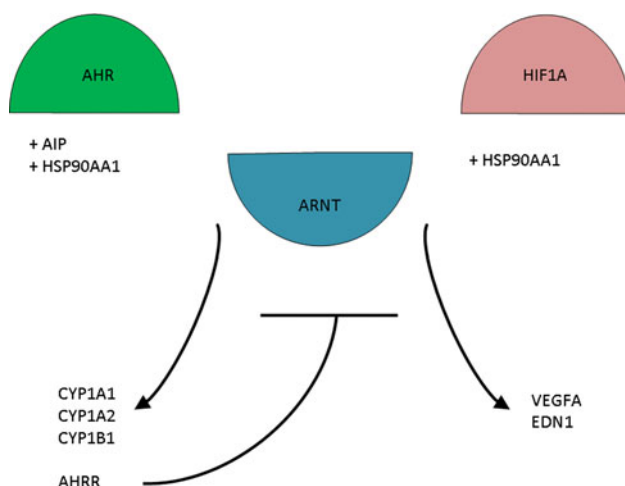 AHR
HIF1A
+ AIP
+ HSP90AA1
+ HSP90AA1
ARNT
CYP1A1
CYP1A2
CYP1B1
AHRR
VEGFA
EDN1